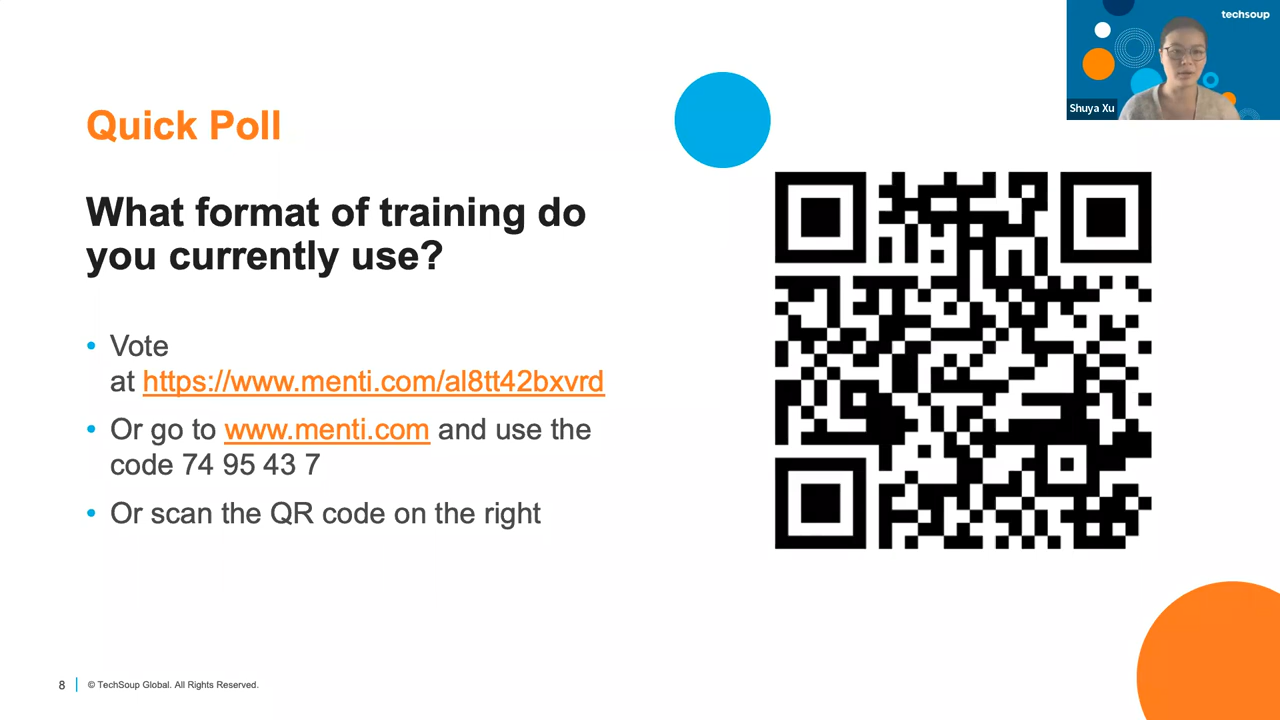 techsoup
Shuya Xu
Quick Poll
What format of training do
you currently use?
• Vote
at https://www.menti.com/al8tt42bxvrd
• Or go to www.menti.com and use the
code 74 95 43 7
• Or scan the QR code on the right
8
© TechSoup Global. All Rights Reserved.